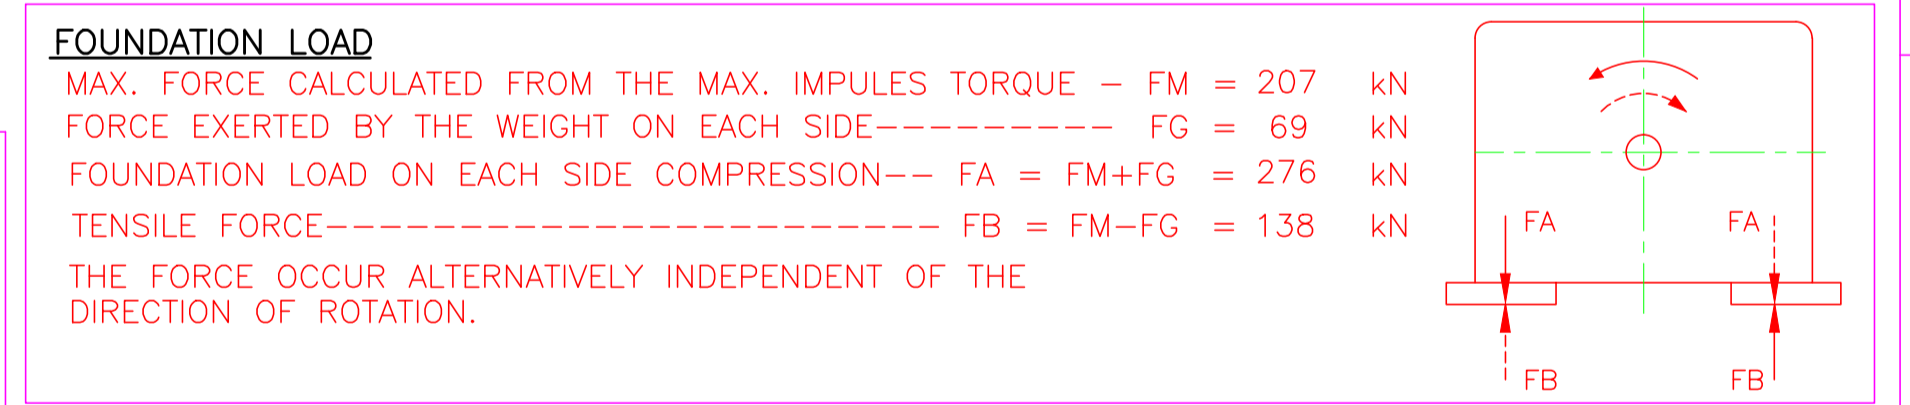 FOUNDATION LOAD
MAX. FORCE CALCULATED FROM THE MAX. IMPULES TORQUE - FM = 207 kN
FORCE EXERTED BY THE WEIGHT ON EACH SIDE--------- FG = 69 kN
FOUNDATION LOAD ON EACH SIDE COMPRESSION-- FA = FM+FG = 276 kN
TENSILE FORCE----------------------- FB = FM-FG = 138 kN
THE FORCE OCCUR ALTERNATIVELY INDEPENDENT OF THE
DIRECTION OF ROTATION.
FA FA
FB FB